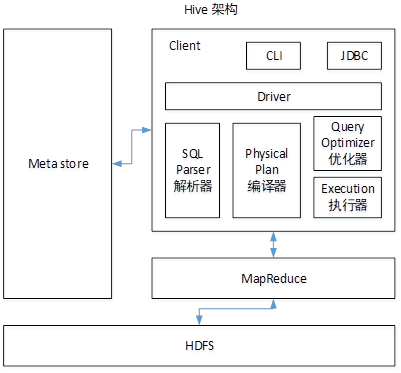 Hive 架构
Client
CLI
JDBC
Driver
Meta store
SQL
Parser
解析器
Physical
Plan
编译器
Query
Optimizer
优化器
Execution
执行器
MapReduce
HDFS